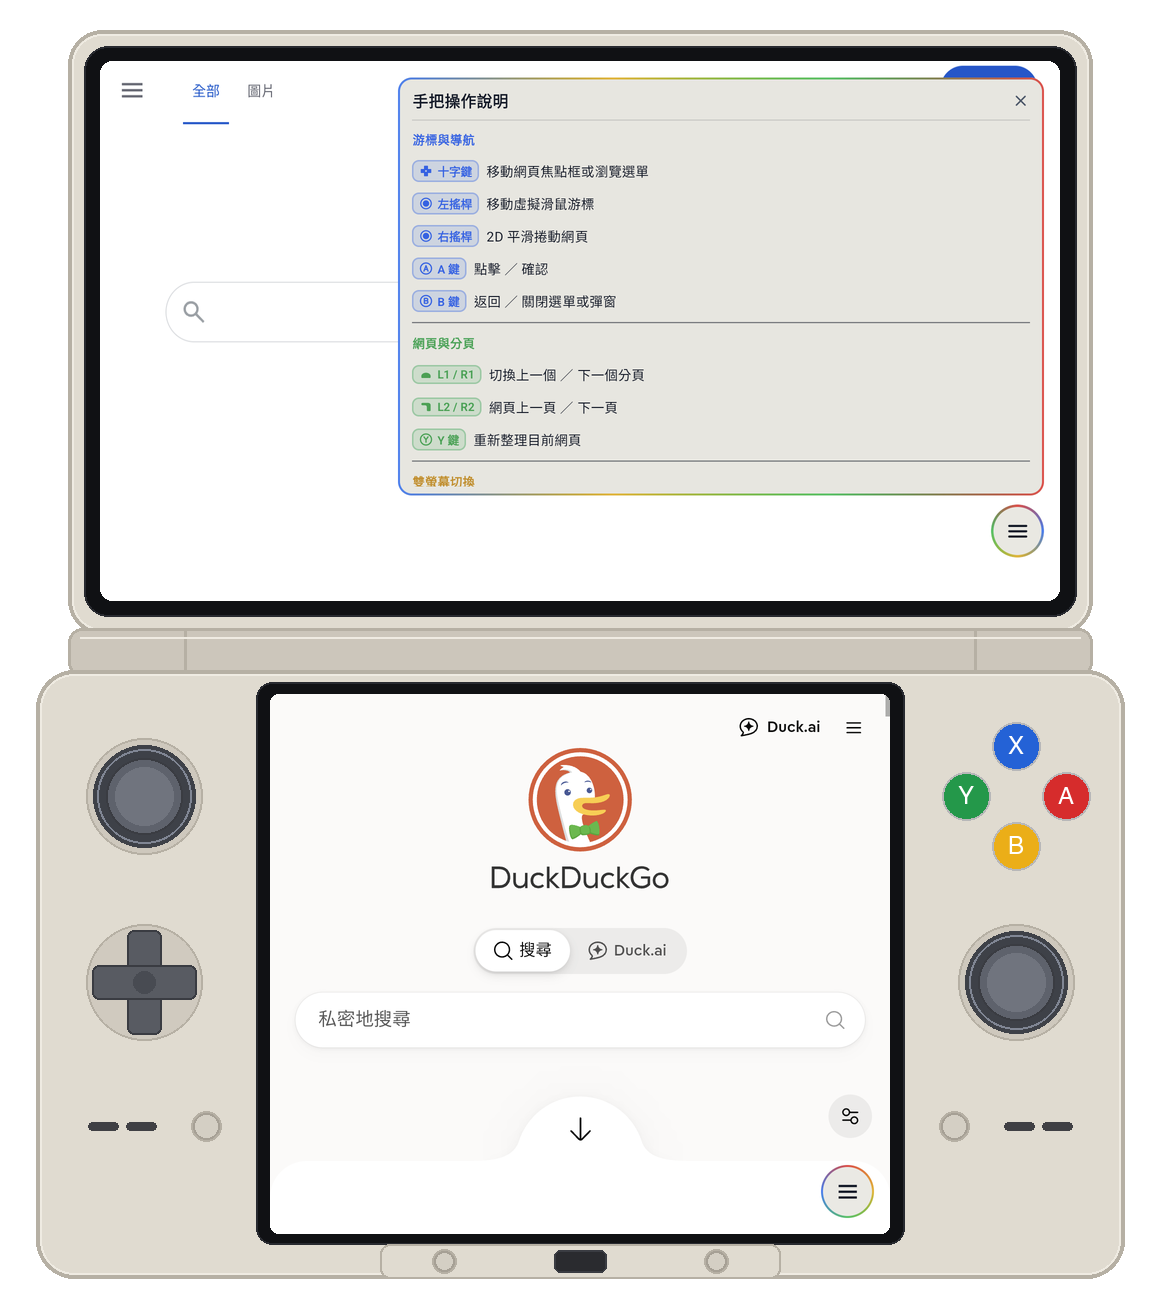 全部 圖片
手把操作說明
游標與導航
十字鍵 移動網頁焦點框或瀏覽選單
左搖桿 移動虛擬滑鼠游標
右搖桿 2D 平滑捲動網頁
A A 鍵 點擊 ／ 確認
B B 鍵 返回 ／ 關閉選單或彈窗
網頁與分頁
L1 / R1 切換上一個 ／ 下一個分頁
L2 / R2 網頁上一頁 ／ 下一頁
Y Y 鍵 重新整理目前網頁
雙螢幕切換
Duck.ai
DuckDuckGo
搜尋 Duck.ai
私密地搜尋
X
Y A
B